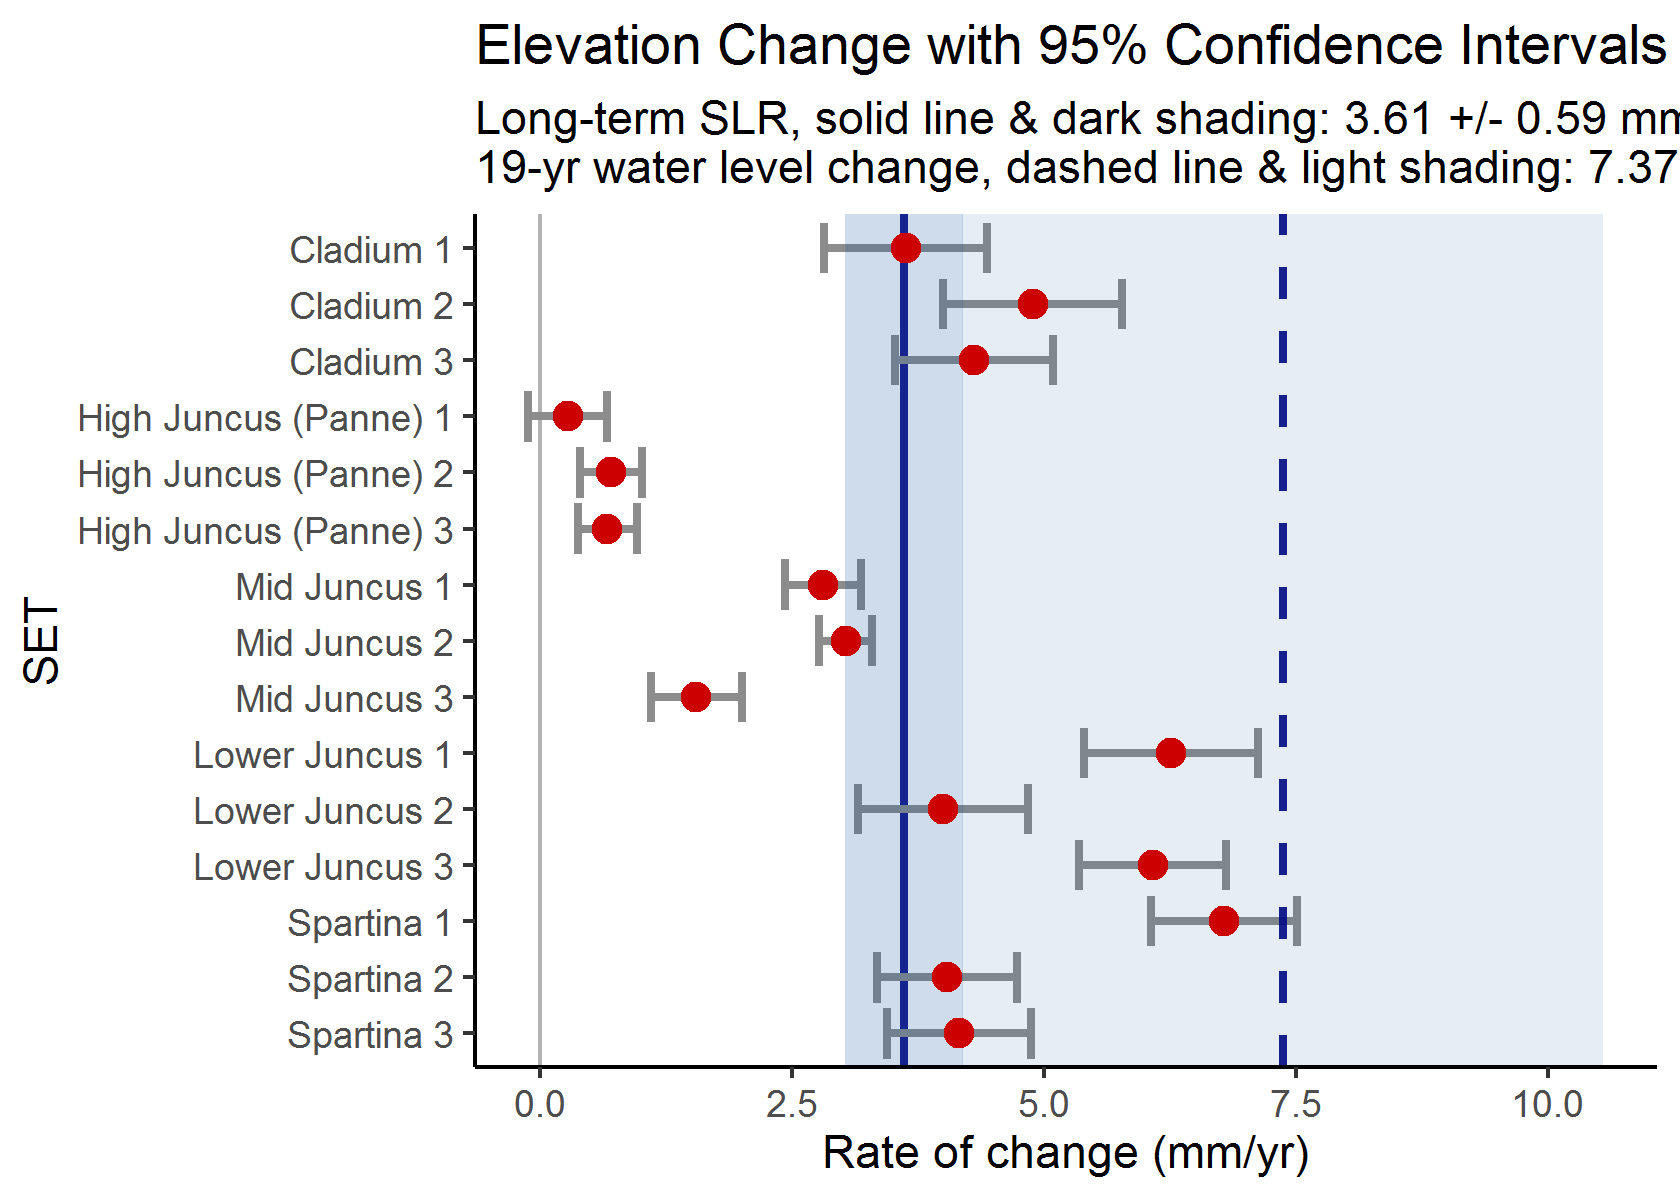 Elevation Change with 95% Confidence Intervals
Long-term SLR, solid line & dark shading: 3.61 +/- 0.59
19-yr water level change, dashed line & light shading: 7.37
Cladium 1
Cladium 2
Cladium 3
High Juncus (Panne) 1
High Juncus (Panne) 2
High Juncus (Panne) 3
Mid Juncus 1
Mid Juncus 2
Mid Juncus 3
Lower Juncus 1
Lower Juncus 2
Lower Juncus 3
Spartina 1
Spartina 2
Spartina 3
SET
0.0 2.5 5.0 7.5 10.0
Rate of change (mm/yr)